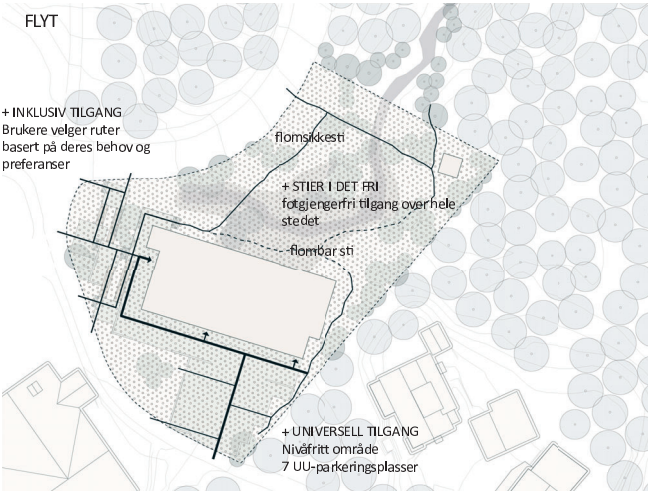 FLYT
+ INKLUSIV TILGANG
Brukere velger ruter
basert på deres behov og
preferanser
flomsikkesti
+ STIER I DET FRI
fotgjengerfri tilgang over hele
stedet
flombar sti
+ UNIVERSELL TILGANG
Nivåfritt område
7 UU-parkeringsplasser